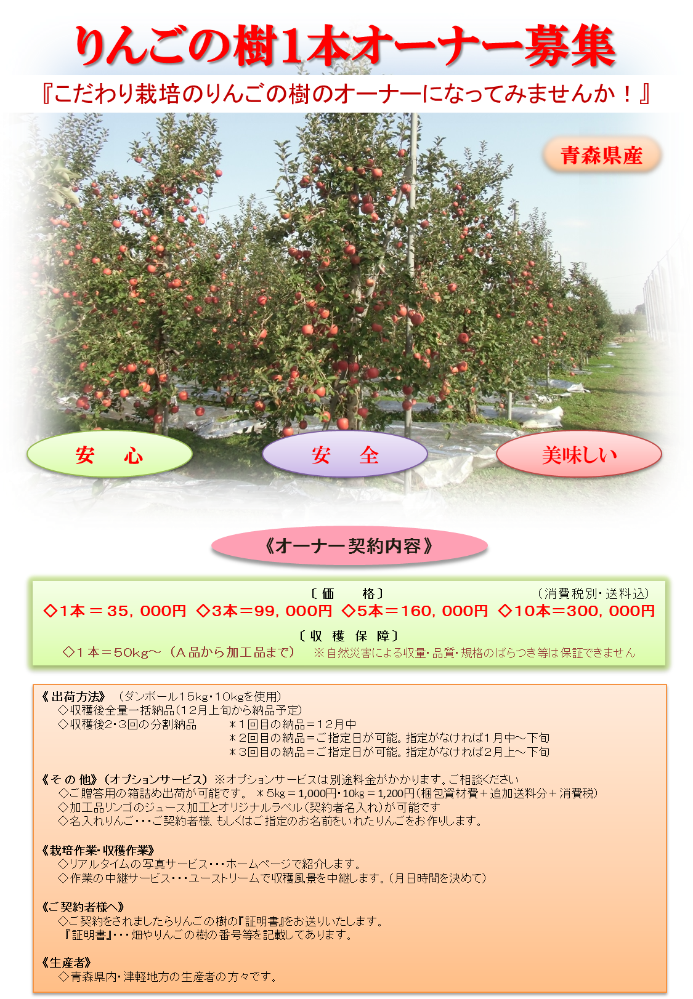 りんごの樹1本オーナー募集
『こだわり栽培のりんごの樹のオーナーになってみませんか！』
青森県産
安　心
安　全
美味しい
《オーナー契約内容》
〔 価　　格〕　（消費税別・送料込）
◇1本＝35，000円　◇3本＝99，000円　◇5本＝160，000円　◇10本＝300，000円
〔 収　穫　保　障〕
◇１本＝50kg～（A品から加工品まで）　※自然災害による収量・品質・規格のばらつき等は保証できません
《 出荷方法》　（ダンボール15kg・10kgを使用）
◇収穫後全量一括納品（12月上旬から納品予定）
◇収穫後2・3回の分割納品　＊1回目の納品＝12月中
＊2回目の納品＝ご指定日が可能。指定がなければ1月中～下旬
＊3回目の納品＝ご指定日が可能。指定がなければ2月上～下旬
《 そ の 他》（オプションサービス）　※オプションサービスは別途料金がかかります。ご相談ください
◇ご贈答用の箱詰め出荷が可能です。　＊5㎏＝1,000円・10㎏＝1,200円（梱包資材費＋追加送料分＋消費税）
◇加工品リンゴのジュース加工とオリジナルラベル（契約者名入れ）が可能です
◇名入れりんご・・・ご契約者様、もしくはご指定のお名前をいれたりんごをお作りします。
《栽培作業・収穫作業》
◇リアルタイムの写真サービス・・・ホームページで紹介します。
◇作業の中継サービス・・・ユーストリームで収穫風景を中継します。（月日時間を決めて）
《ご契約者様へ》
◇ご契約をされましたらりんごの樹の『証明書』をお送りいたします。
『証明書』・・・畑やりんごの樹の番号等を記載してあります。
《生産者》
◇青森県内・津軽地方の生産者の方々です。